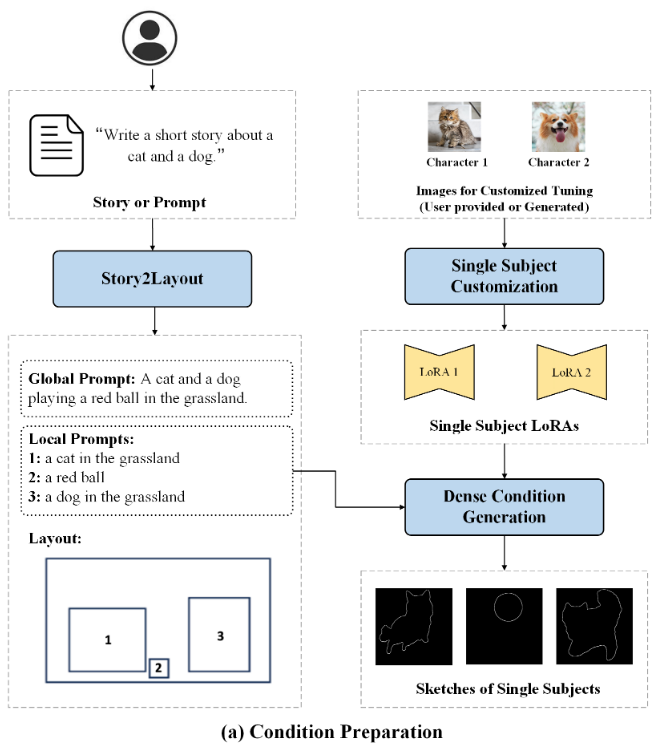 “Write a short story about a
cat and a dog.”
Story or Prompt
Story2Layout
Global Prompt: A cat and a dog
playing a red ball in the grassland.
Local Prompts:
1: a cat in the grassland
2: a red ball
3: a dog in the grassland
Layout:
1
2
3
Character 1
Character 2
Images for Customized Tuning
(User provided or Generated)
Single Subject
Customization
LoRA 1
LoRA 2
Single Subject LoRAs
Dense Condition
Generation
Sketches of Single Subjects
(a) Condition Preparation